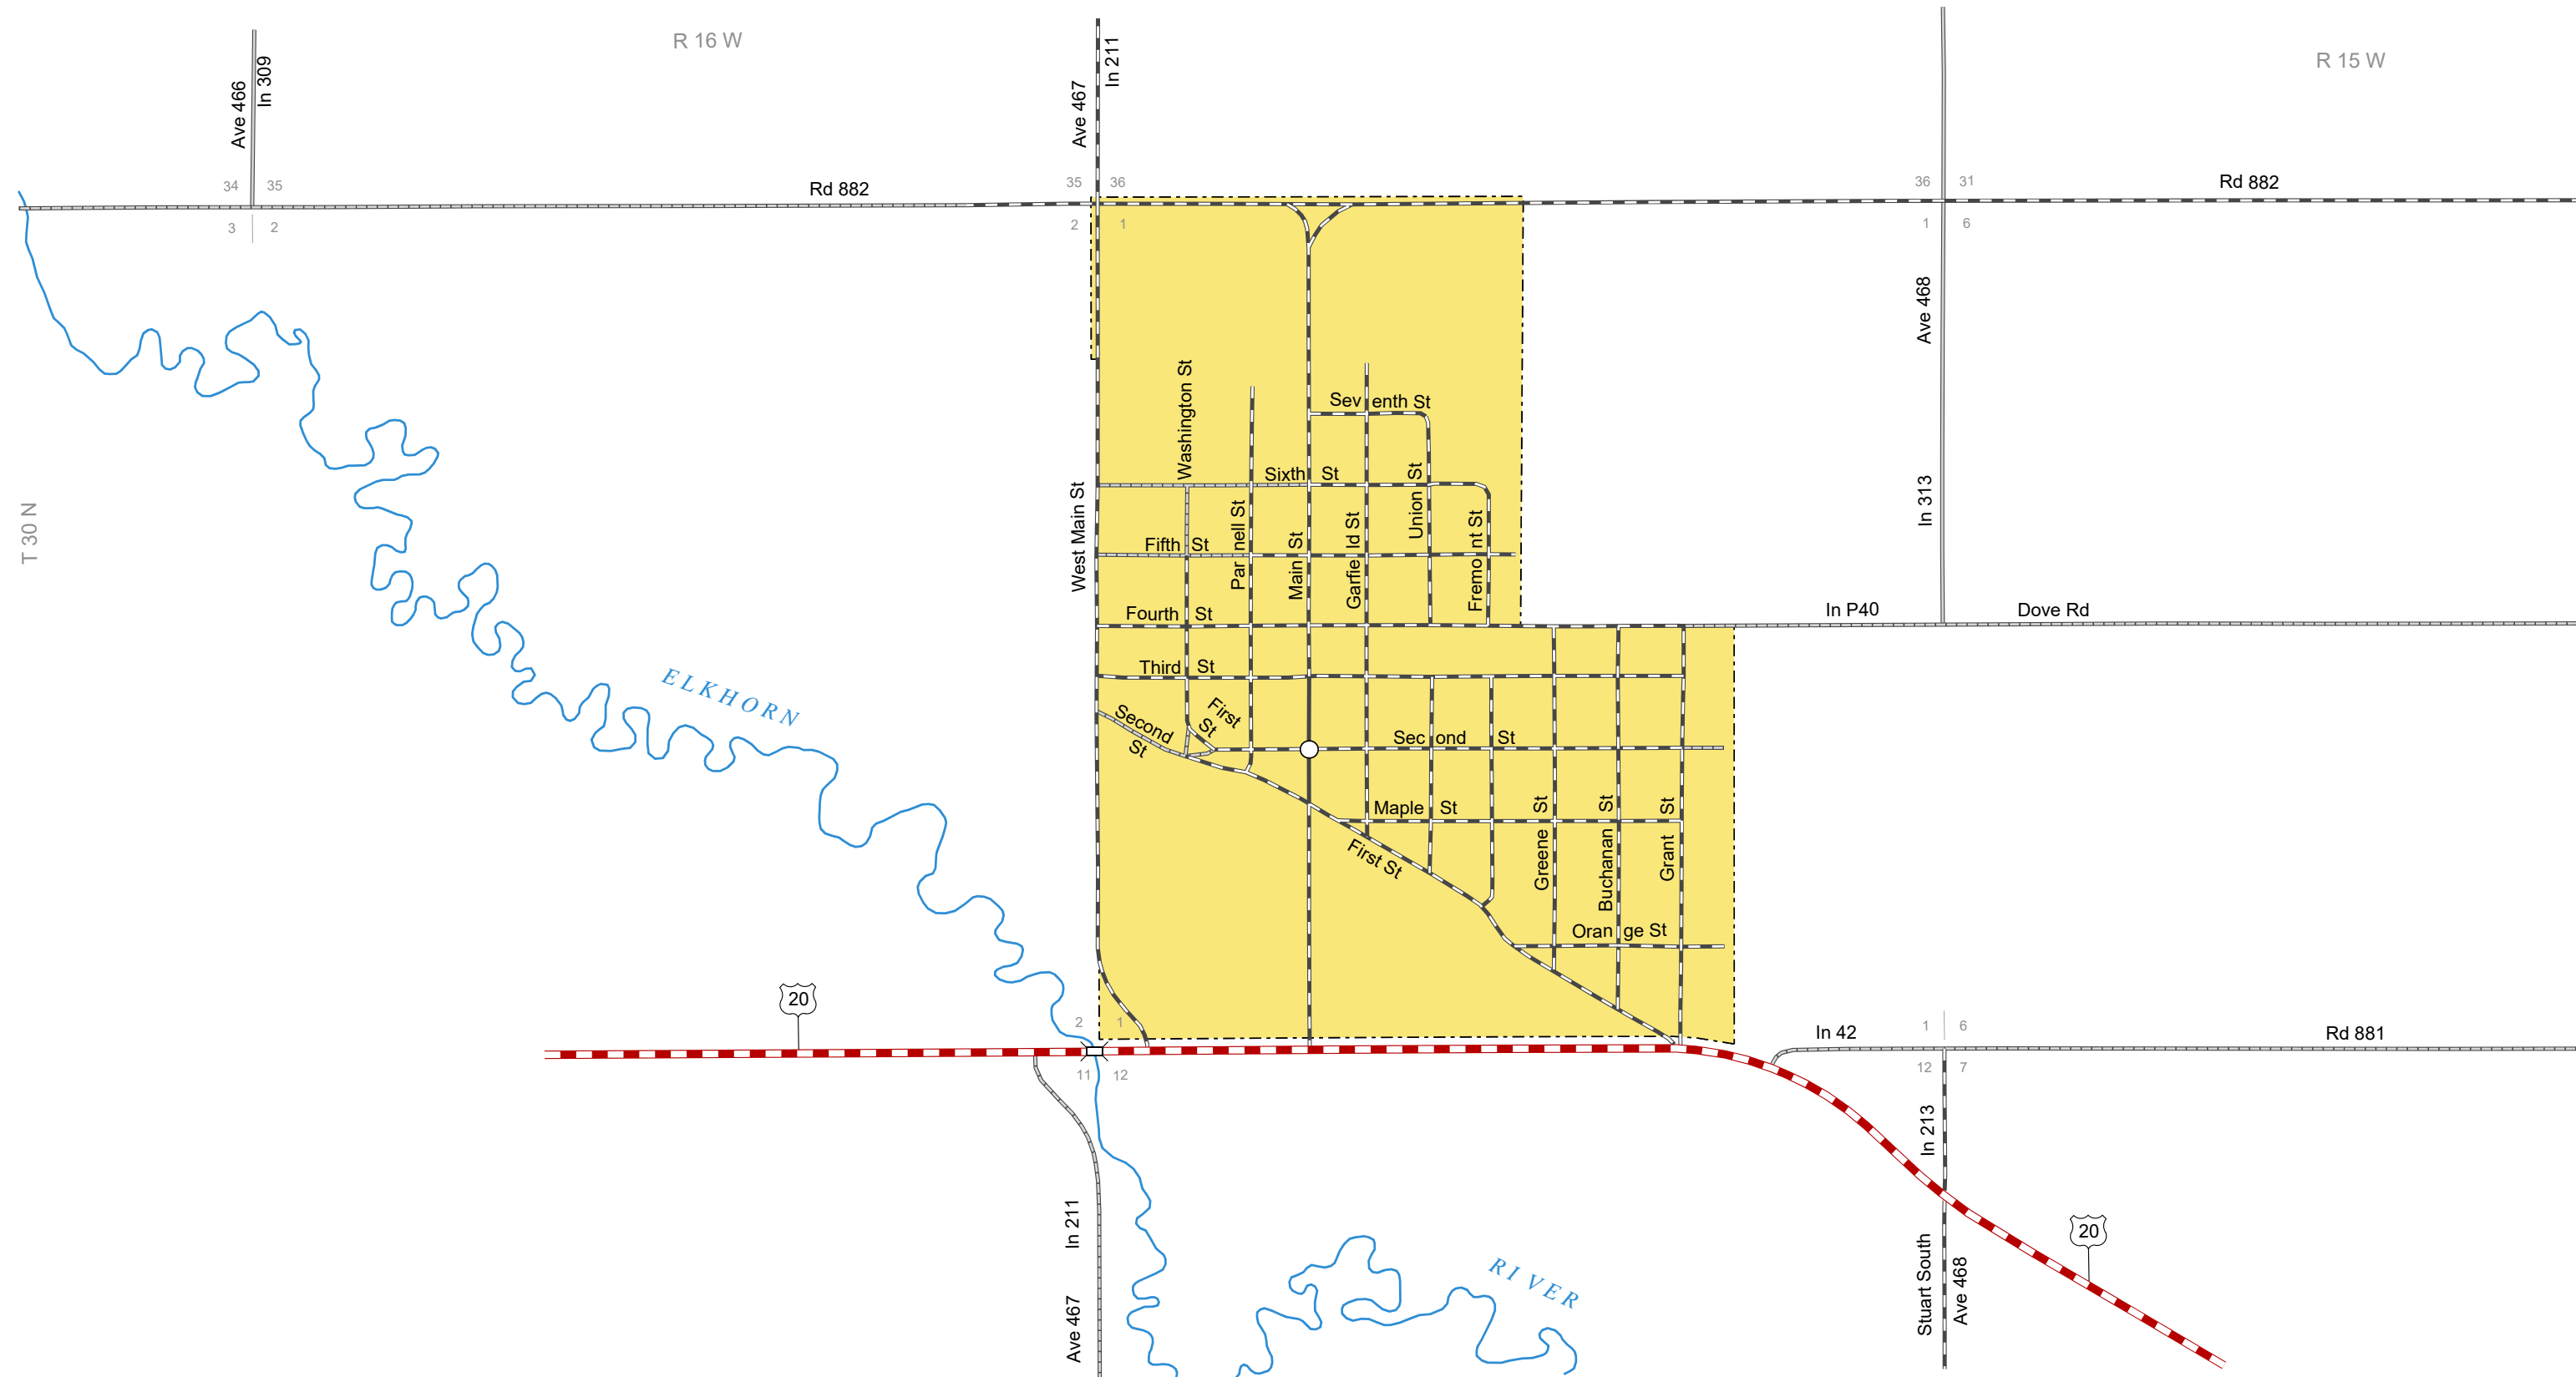 R 16 W
R 15 W
In 211
In 309
Ave 466
Ave 467
34 35
35 36
36 31
Rd 882
Rd 882
3 2
2 1
1 6
Ave 468
Washington St
Seventh St
Sixth St
Union St
In 313
West Main St
T 30 N
Parnell St
Main St
Garfield St
Fremont St
Fifth St
Fourth St
In P40
Dove Rd
Third St
ELKHORN
First St
Second St
Second St
Maple St
Greene St
Buchanan St
Grant St
First St
Orange St
20
2 1
1 6
In 42
Rd 881
11 12
12 7
In 213
In 211
20
Stuart South
Ave 468
RIVER
Ave 467